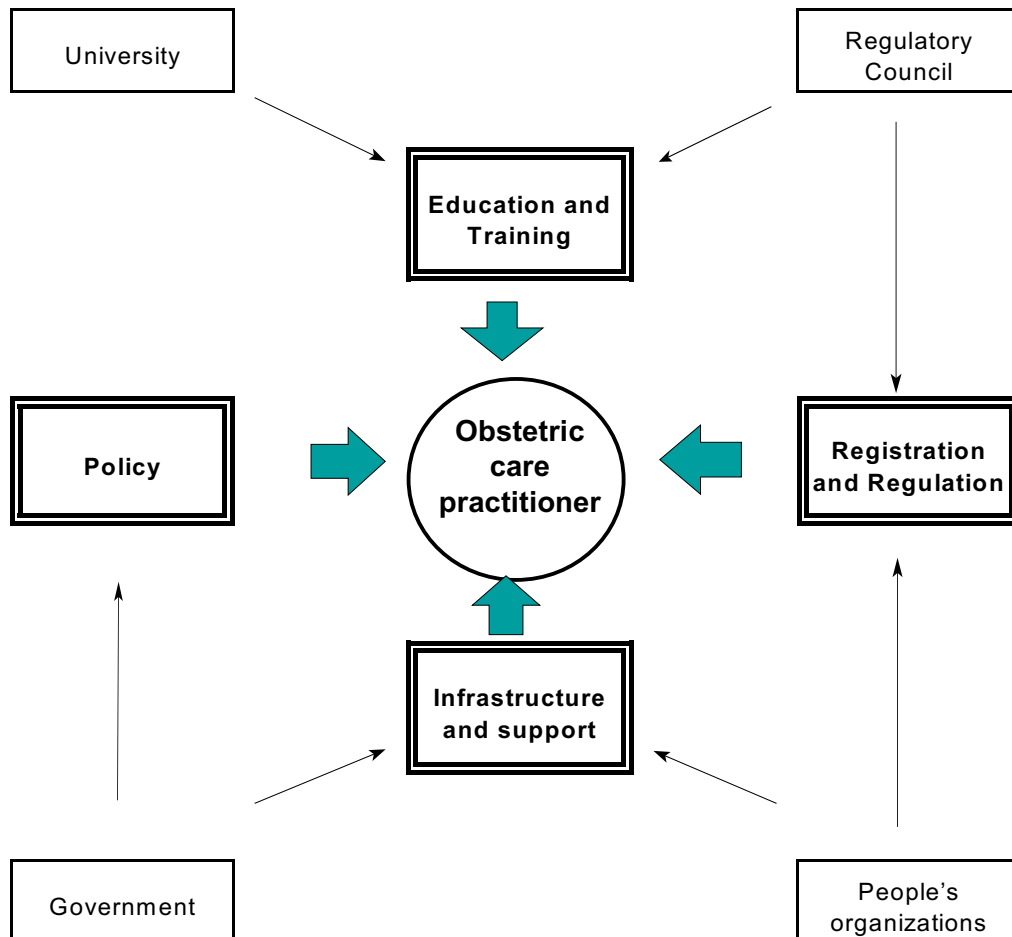 University
Regulatory
Council
Education and
Training
Policy
Obstetric
care
practitioner
Registration
and Regulation
Infrastructure
and support
Government
People’s
organizations